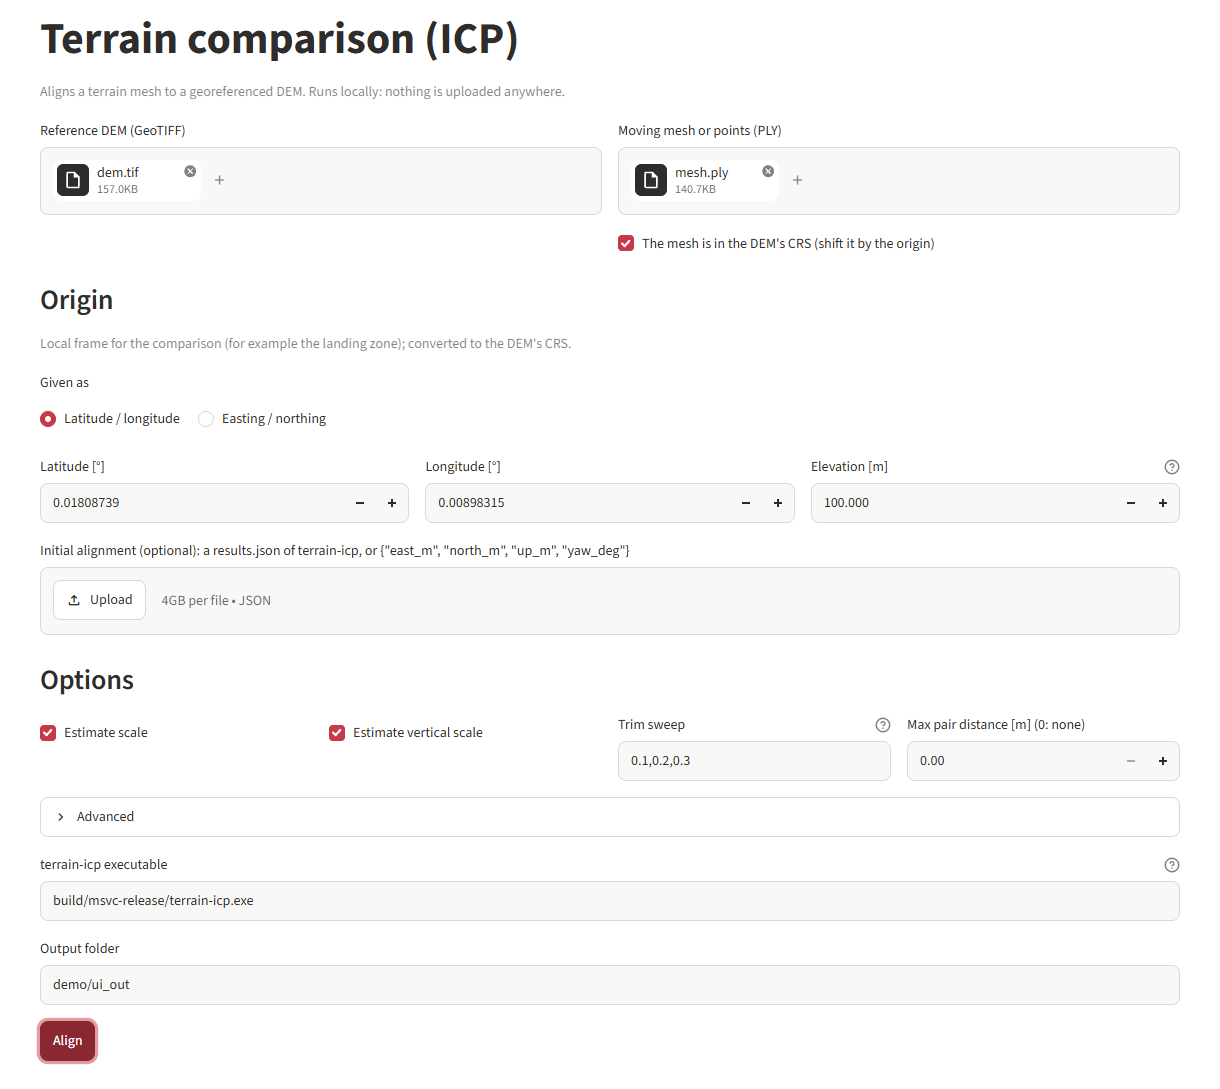 Terrain comparison (ICP)
Aligns a terrain mesh to a georeferenced DEM. Runs locally: nothing is uploaded anywhere.
Reference DEM (GeoTIFF)
dem.tif
157.0KB
Moving mesh or points (PLY)
mesh.ply
140.7KB
The mesh is in the DEM's CRS (shift it by the origin)
Origin
Local frame for the comparison (for example the landing zone); converted to the DEM's CRS.
Given as
Latitude / longitude
Easting / northing
Latitude [°]
0.01808739
Longitude [°]
0.00898315
Elevation [m]
100.000
Initial alignment (optional): a results.json of terrain-icp, or {"east_m", "north_m", "up_m", "yaw_deg"}
Upload
4GB per file • JSON
Options
Estimate scale
Estimate vertical scale
Trim sweep
0.1,0.2,0.3
Max pair distance [m] (0: none)
0.00
Advanced
terrain-icp executable
build/msvc-release/terrain-icp.exe
Output folder
demo/ui_out
Align